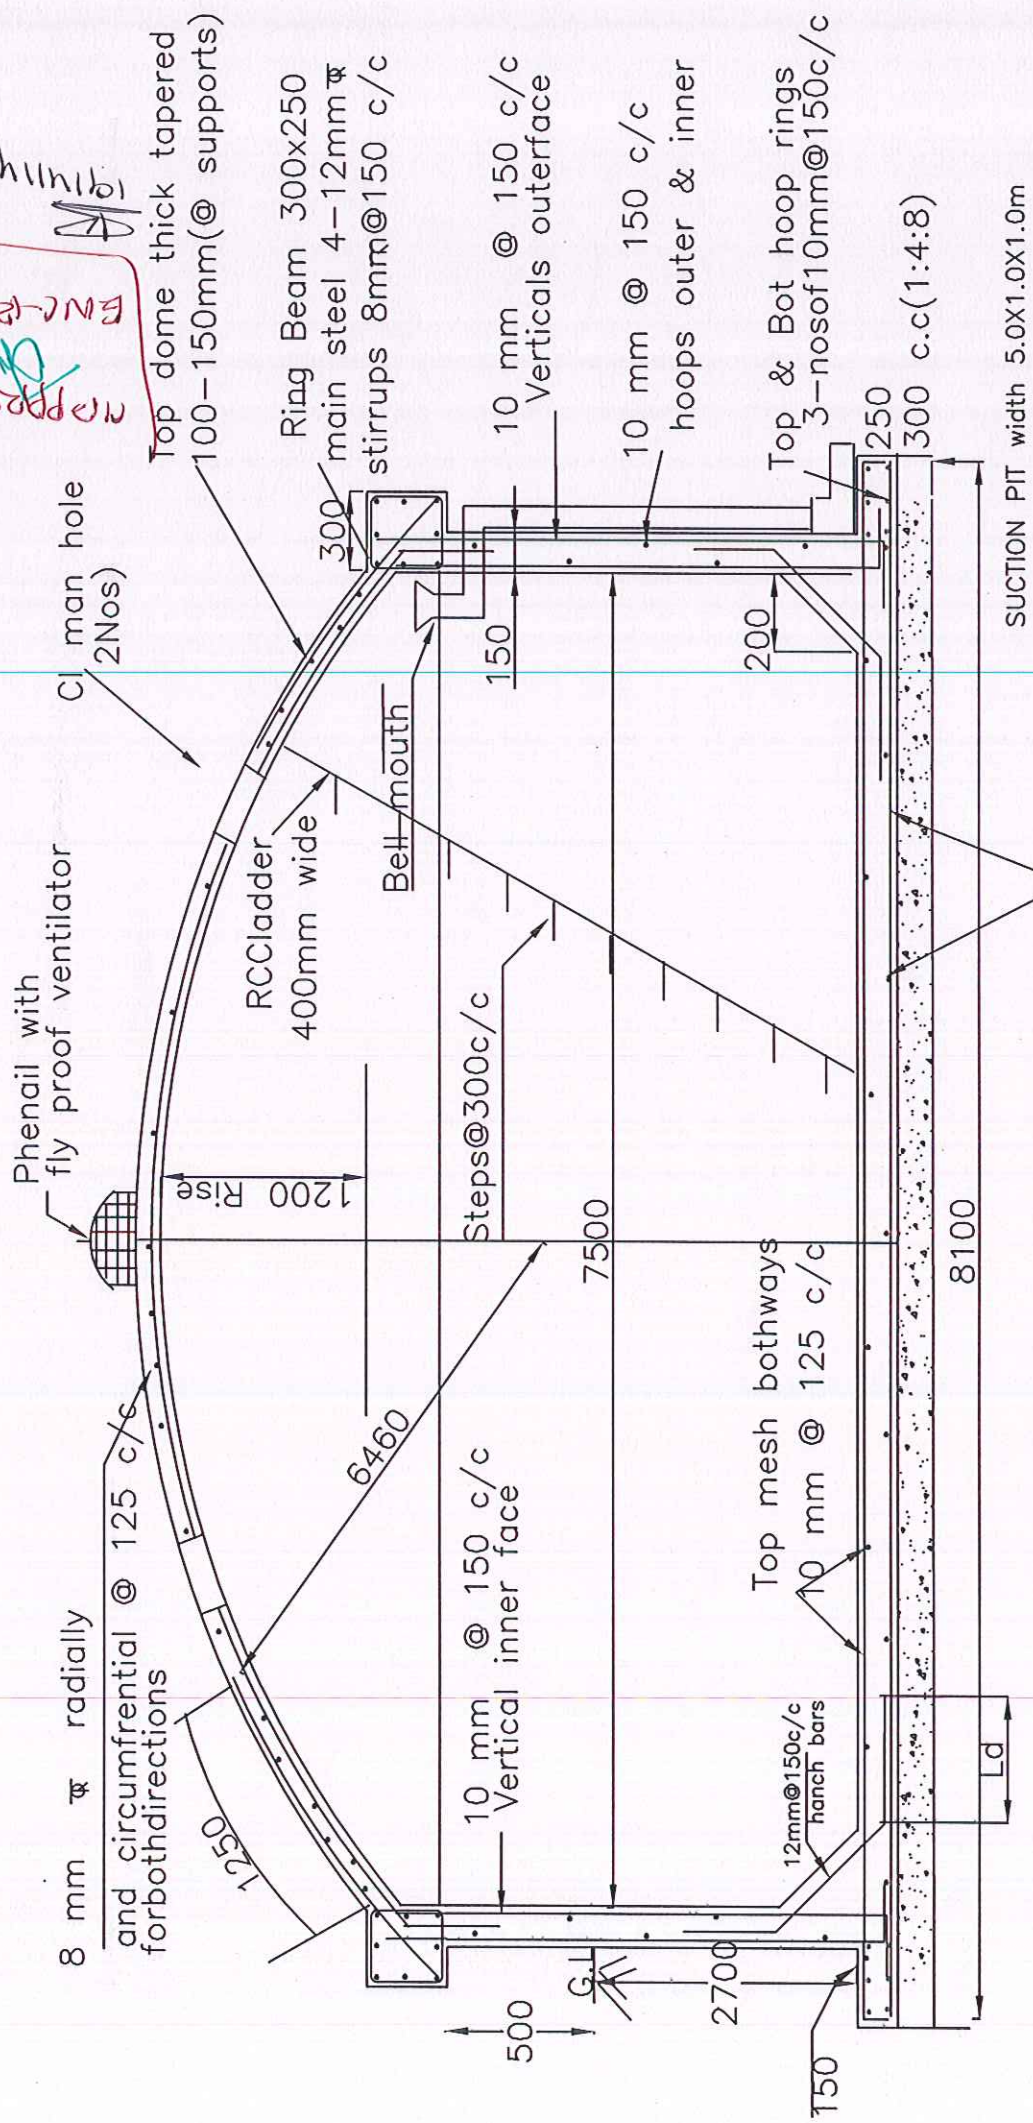 Phenail with
fly proof ventilator
CI man hole
2Nos
Top dome thick tapered
100-150mm(@ supports)
8 mm radially
and circumfrential @ 125 c/c
forbothdirections
1250
1200 Rise
6460
RCCladder
400mm wide
300
Ring Beam 300x250
main steel 4-12mm
stirrups 8mm@150 c/c
Bell mouth
Steps@300c/c
150
10 mm @ 150 c/c
Verticals outerface
10 mm @ 150 c/c
hoops outer & inner
10 mm @ 150 c/c
Vertical inner face
7500
500
G
2700
200
Top & Bot hoop rings
3-nosof10mm@150c/c
Top mesh bothways
10 mm @ 125 c/c
12mm@150c/c
hanch bars
150
250
300 c.c(1:4:8)
Ld
8100
SUCTION PIT width 5.0X1.0X1.0m